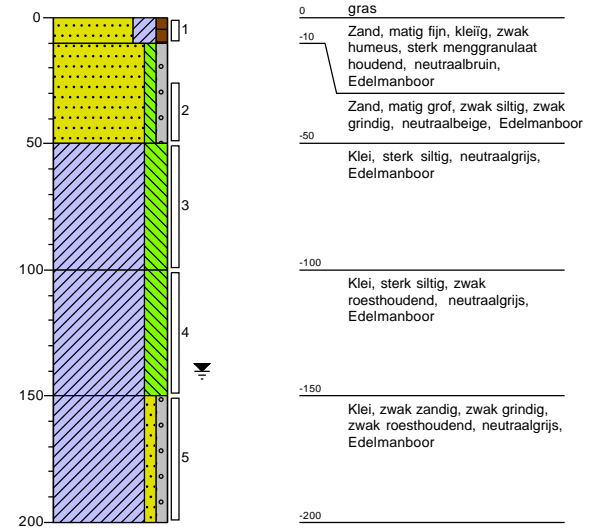 0
50
100
150
200
1
2
3
4
5
0
gras
Zand, matig fijn, kleiïg, zwak
humeus, sterk menggranulaat
houdend, neutraalbruin,
Edelmanboor
-10
Zand, matig grof, zwak siltig, zwak
grindig, neutraalbeige, Edelmanboor
-50
Klei, sterk siltig, neutraalgrijs,
Edelmanboor
-100
Klei, sterk siltig, zwak
roesthoudend, neutraalgrijs,
Edelmanboor
-150
Klei, zwak zandig, zwak grindig,
zwak roesthoudend, neutraalgrijs,
Edelmanboor
-200